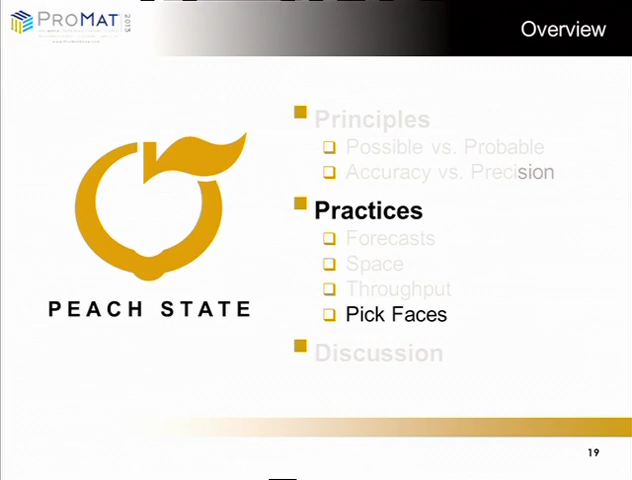 PROMAT
2013
Overview
Principles
Possible vs. Probable
Accuracy vs. Precision
Practices
Forecasts
Space
Throughput
Pick Faces
Discussion
PEACH STATE
19